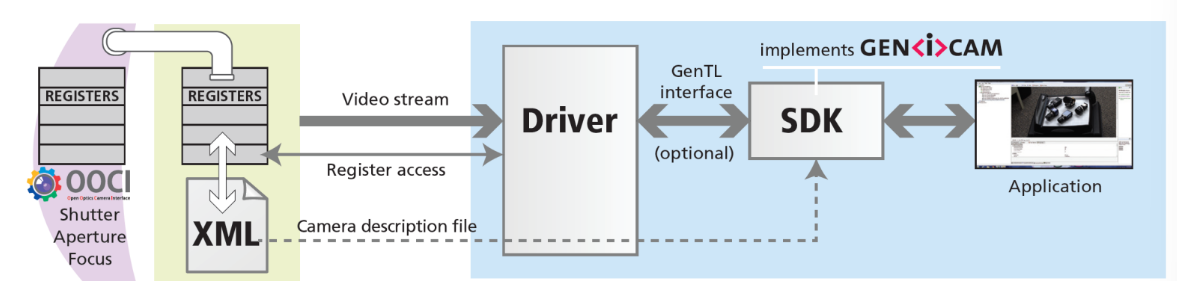 REGISTERS
OOCI
Open Optics Camera Interface
Shutter
Aperture
Focus
REGISTERS
XML
Video stream
Register access
Camera description file
Driver
GenTL
interface
(optional)
implements GEN<i>CAM
SDK
Application